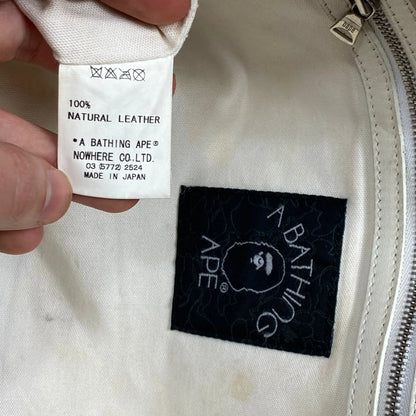 100%
NATURAL LEATHER
*A BATHING APE®
NOWHERE CO.,LTD.
03 (5772) 2524
MADE IN JAPAN
A BATHING
APE®